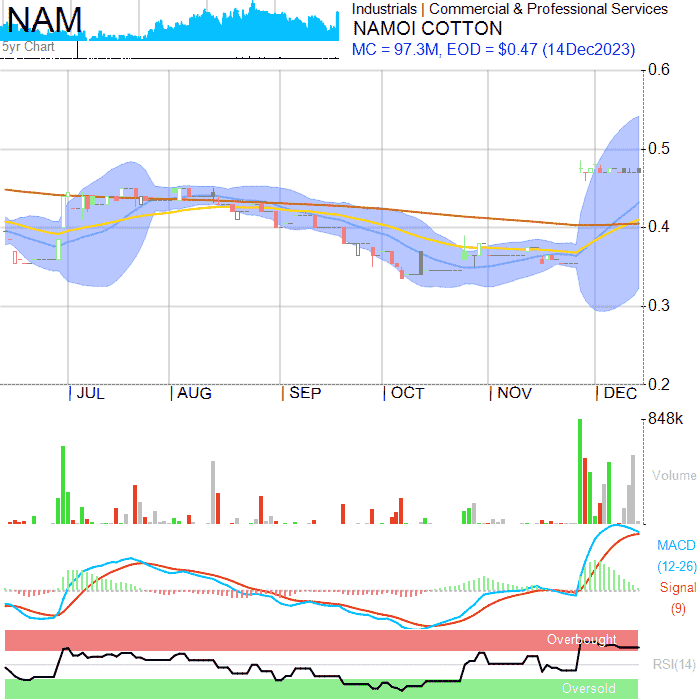 NAM
Industrials | Commercial & Professional Services
NAMOI COTTON
5yr Chart
MC = 97.3M, EOD = $0.47 (14Dec2023)
0.6
0.5
0.4
0.3
0.2
JUL
AUG
SEP
OCT
NOV
DEC
848k
Volume
MACD
(12-26)
Signal
(9)
Overbought
RSI(14)
Oversold